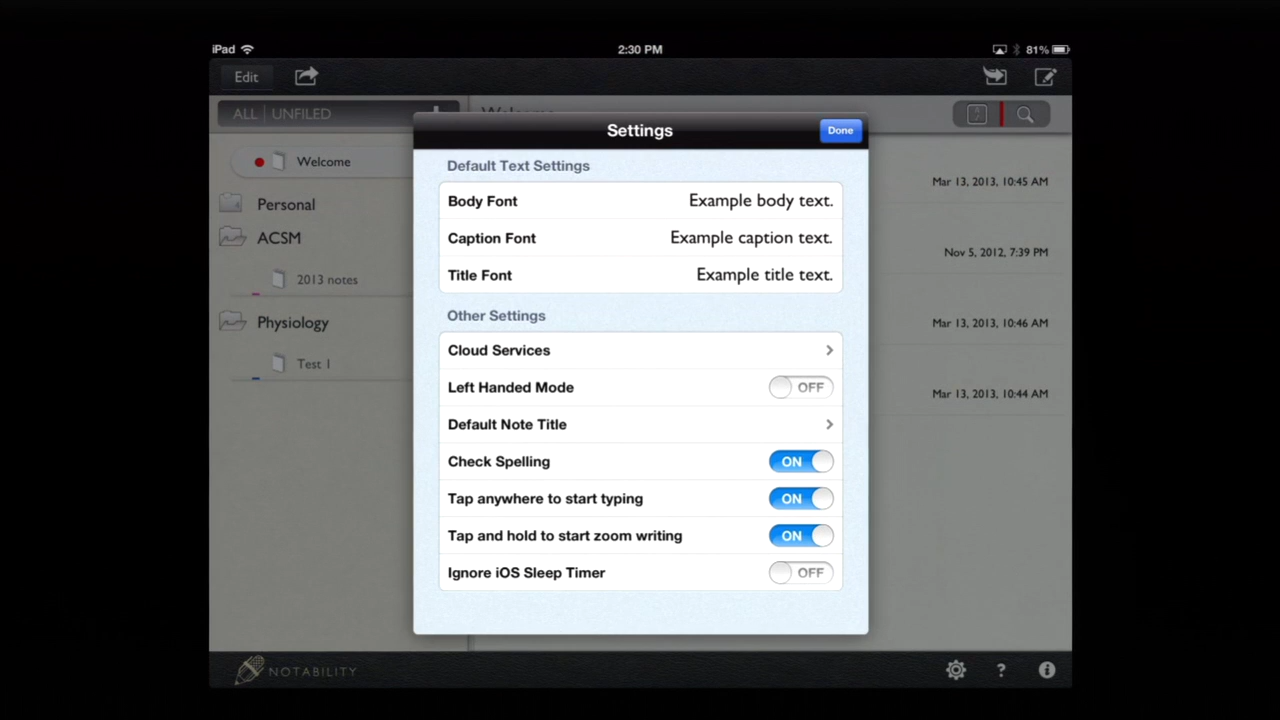 iPad 2:30 PM 81%
Edit
ALL UNFILED
Settings
Done
Default Text Settings
Body Font Example body text.
Caption Font Example caption text.
Title Font Example title text.
Other Settings
Cloud Services
Left Handed Mode OFF
Default Note Title
Check Spelling ON
Tap anywhere to start typing ON
Tap and hold to start zoom writing ON
Ignore iOS Sleep Timer OFF
Welcome
Personal
ACSM
2013 notes
Physiology
Test 1
Mar 13, 2013, 10:45 AM
Nov 5, 2012, 7:39 PM
Mar 13, 2013, 10:46 AM
Mar 13, 2013, 10:44 AM
NOTABILITY
?